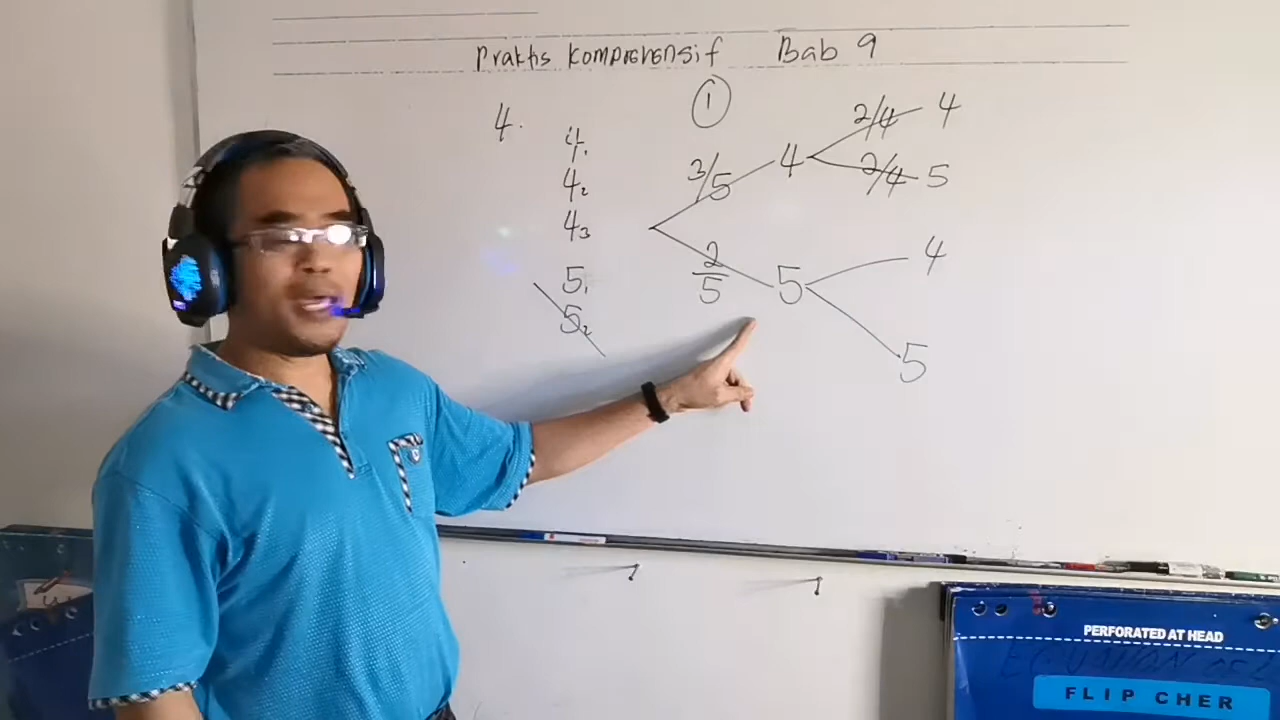 Praktis Komprehensif Bab 9
①
4.
4₁
4₂
4₃
5₁
5₂
3/5 4 2/4 4
2/4 5
2/5 5 4
5
PERFORATED AT HEAD
FLIP CHER